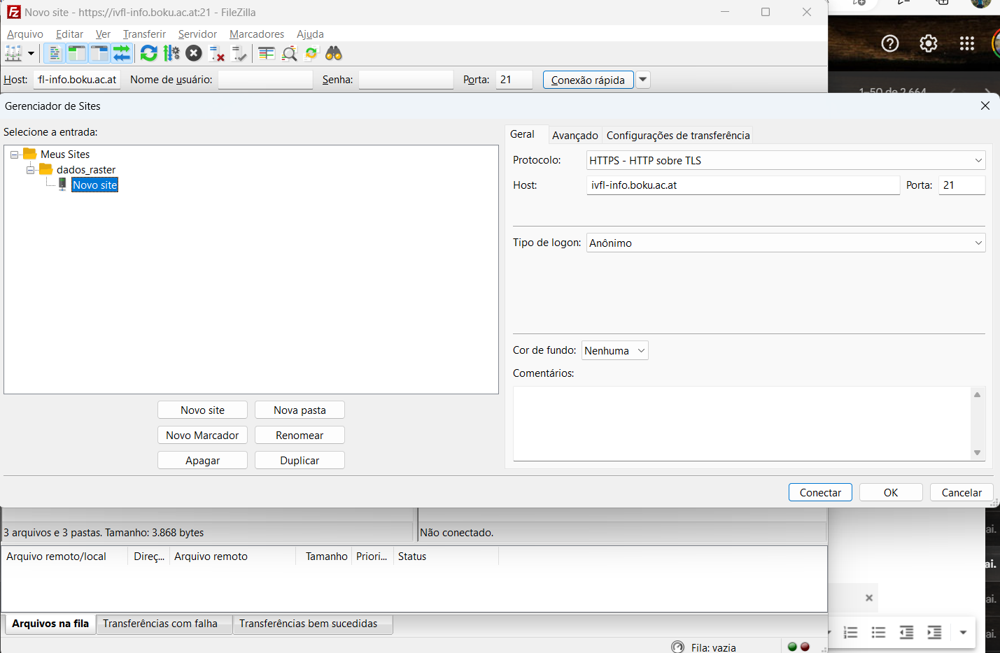 Novo site - https://ivfl-info.boku.ac.at:21 - FileZilla
Arquivo Editar Ver Transferir Servidor Marcadores Ajuda
Host: fl-info.boku.ac.at Nome de usuário: Senha: Porta: 21 Conexão rápida
1–50 de 2.664
Gerenciador de Sites
Selecione a entrada:
Meus Sites
dados_raster
Novo site
Novo site Nova pasta
Novo Marcador Renomear
Apagar Duplicar
Geral Avançado Configurações de transferência
Protocolo: HTTPS - HTTP sobre TLS
Host: ivfl-info.boku.ac.at Porta: 21
Tipo de logon: Anônimo
Cor de fundo: Nenhuma
Comentários:
Conectar OK Cancelar
3 arquivos e 3 pastas. Tamanho: 3.868 bytes Não conectado.
ai.
Arquivo remoto/local Direç... Arquivo remoto Tamanho Priori... Status
ai.
ai.
Arquivos na fila Transferências com falha Transferências bem sucedidas
ai.
Fila: vazia